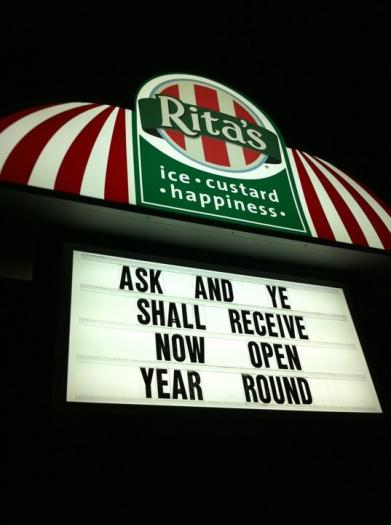 Rita's
ice • custard
• happiness •
ASK AND YE
SHALL RECEIVE
NOW OPEN
YEAR ROUND